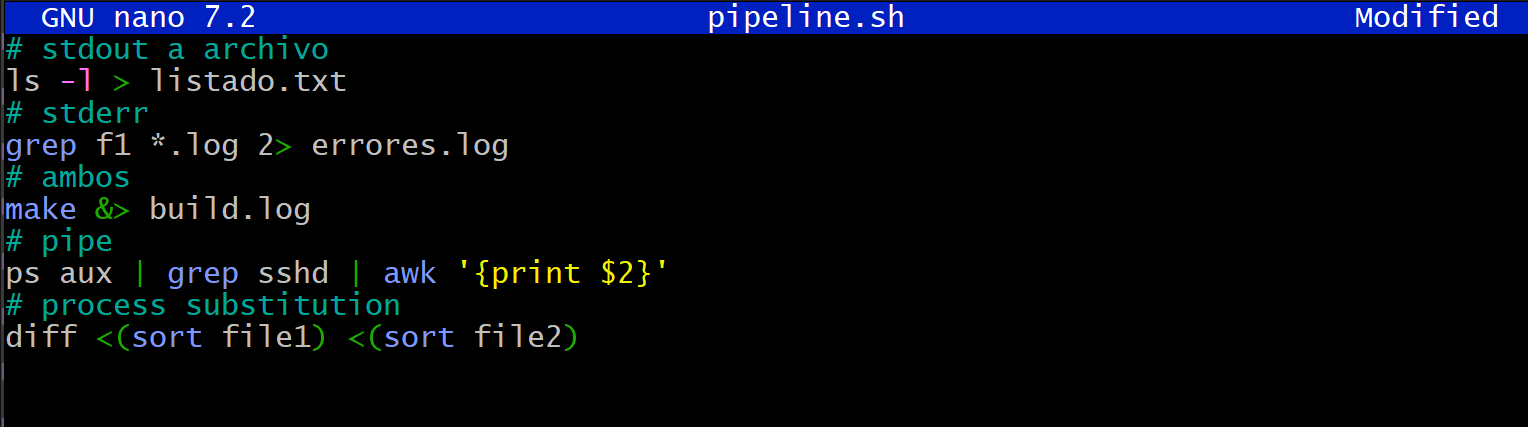 GNU nano 7.2 pipeline.sh Modified
# stdout a archivo
ls -l > listado.txt
# stderr
grep f1 *.log 2> errores.log
# ambos
make &> build.log
# pipe
ps aux | grep sshd | awk '{print $2}'
# process substitution
diff <(sort file1) <(sort file2)